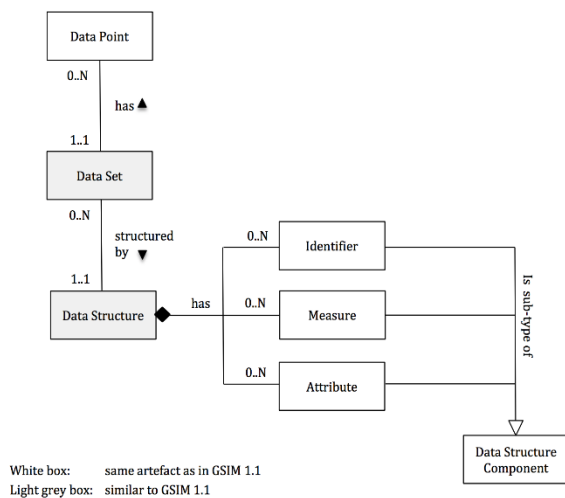 Data Point
0..N
has
1..1
Data Set
0..N
structured
by
1..1
Data Structure
has
0..N
Identifier
0..N
Measure
0..N
Attribute
Is sub-type of
Data Structure
Component
White box: same artefact as in GSIM 1.1
Light grey box: similar to GSIM 1.1